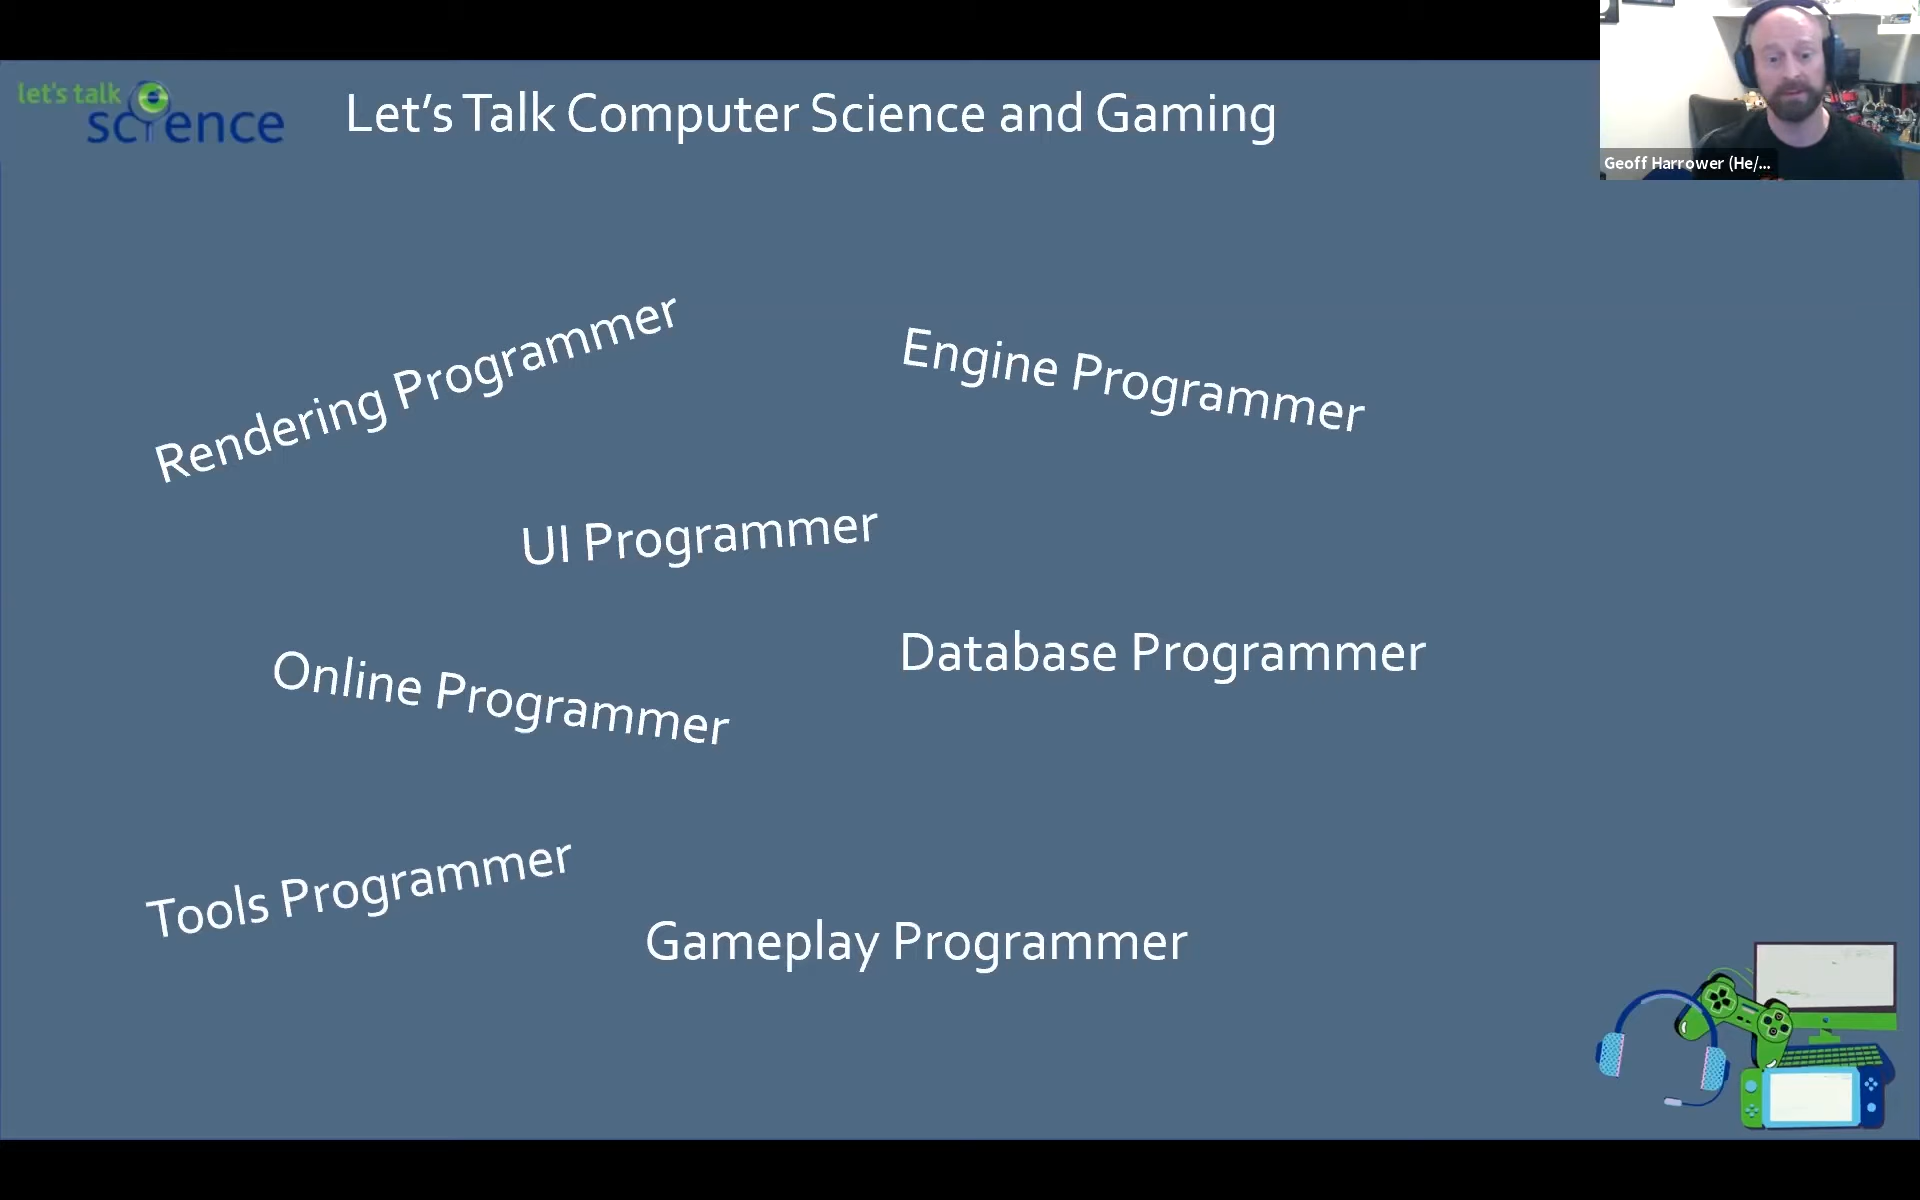 let's talk
science
Let's Talk Computer Science and Gaming
Geoff Harrower (He/...
Rendering Programmer
Engine Programmer
UI Programmer
Online Programmer
Database Programmer
Tools Programmer
Gameplay Programmer